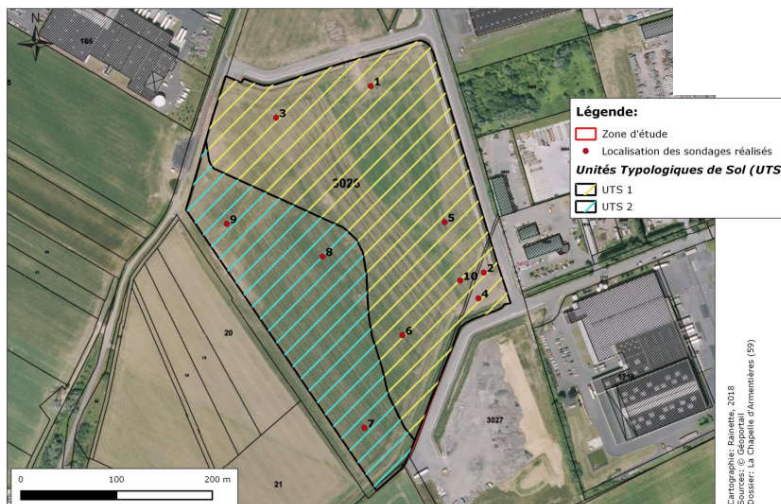 N
185
1
3
Légende:
Zone d'étude
Localisation des sondages réalisés
Unités Typologiques de Sol (UTS
UTS 1
UTS 2
3026
9
5
8
2
10
4
20
6
3027
7
21
0 100 200 m
Cartographie: Rainette, 2018
Sources: © Géoportail
Dossier: La Chapelle d'Armentières (59)